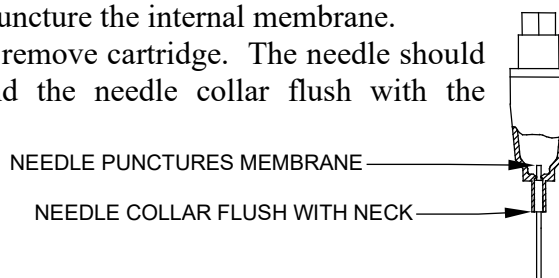 puncture the internal membrane.
remove cartridge. The needle should
the needle collar flush with the
NEEDLE PUNCTURES MEMBRANE
NEEDLE COLLAR FLUSH WITH NECK